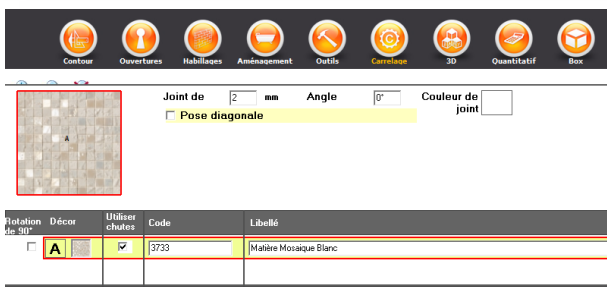 Contour Ouvertures Habillages Aménagement Outils Carrelage 3D Quantitatif Box
Joint de 2 mm Angle 0° Couleur de joint
Pose diagonale
A
Rotation de 90° Décor Utiliser chutes Code Libellé
A 3733 Matière Mosaique Blanc